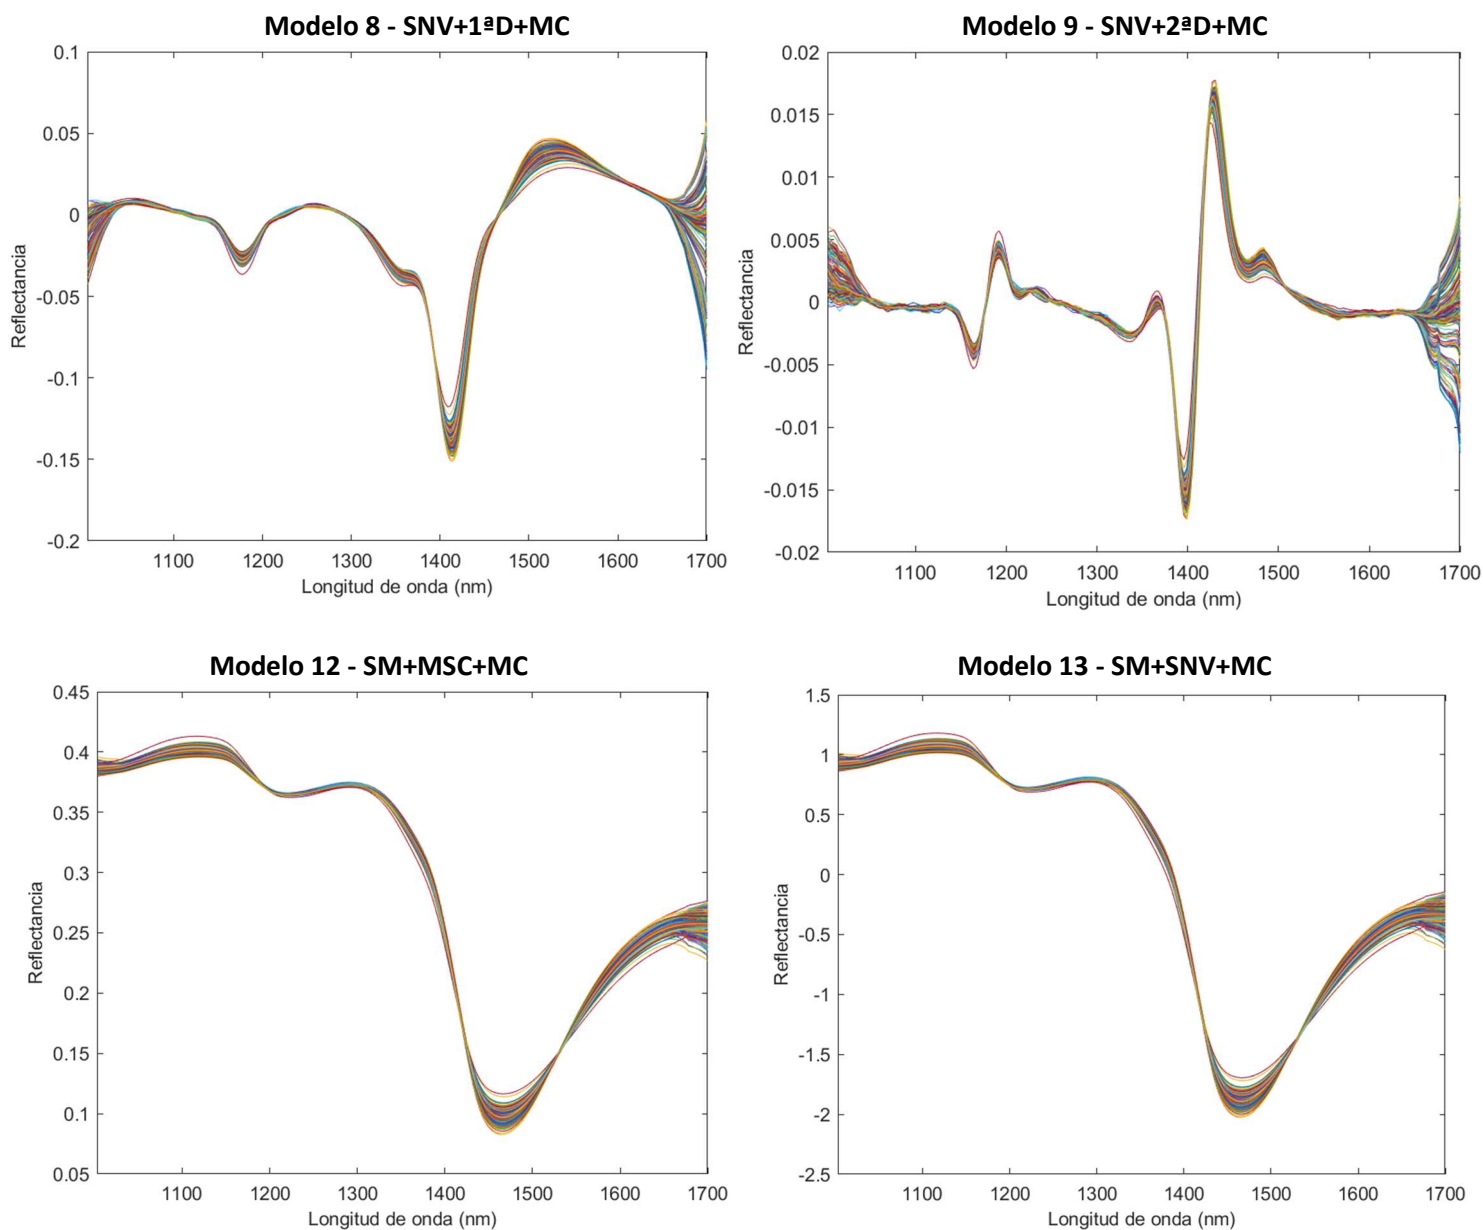 Modelo 8 - SNV+1ªD+MC
0.1
0.05
0
-0.05
-0.1
-0.15
-0.2
Reflectancia
1100 1200 1300 1400 1500 1600 1700
Longitud de onda (nm)
Modelo 9 - SNV+2ªD+MC
0.02
0.015
0.01
0.005
0
-0.005
-0.01
-0.015
-0.02
Reflectancia
1100 1200 1300 1400 1500 1600 1700
Longitud de onda (nm)
Modelo 12 - SM+MSC+MC
0.45
0.4
0.35
0.3
0.25
0.2
0.15
0.1
0.05
Reflectancia
1100 1200 1300 1400 1500 1600 1700
Longitud de onda (nm)
Modelo 13 - SM+SNV+MC
1.5
1
0.5
0
-0.5
-1
-1.5
-2
-2.5
Reflectancia
1100 1200 1300 1400 1500 1600 1700
Longitud de onda (nm)